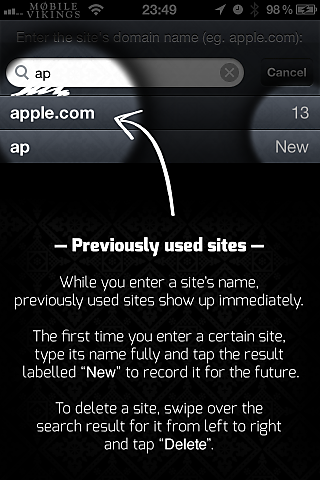 MOBILE VIKINGS 23:49 98%
Enter the site's domain name (eg. apple.com):
ap Cancel
apple.com 13
ap New
— Previously used sites —
While you enter a site's name,
previously used sites show up immediately.
The first time you enter a certain site,
type its name fully and tap the result
labelled “New” to record it for the future.
To delete a site, swipe over the
search result for it from left to right
and tap “Delete”.